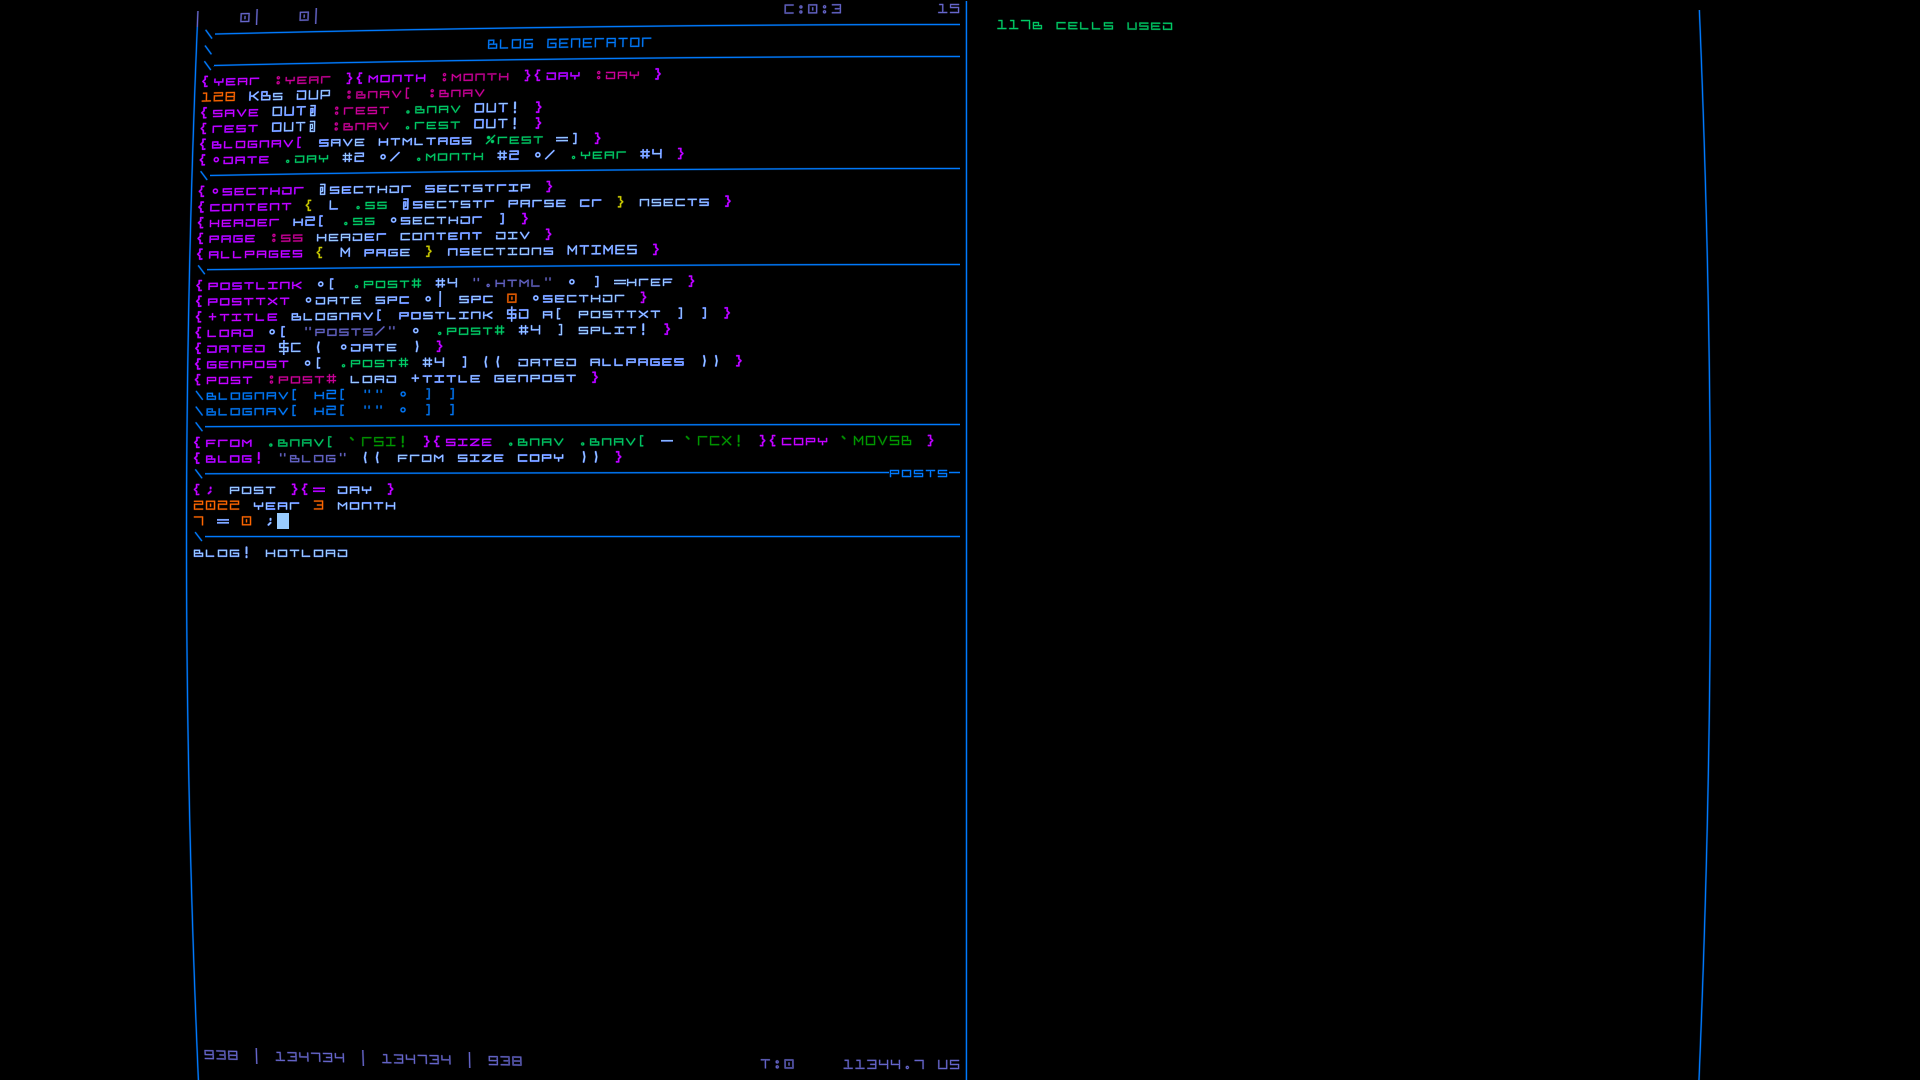 0| 0| C:0:3 15
\
\ BLOG GENERATOR
\
{YEAR :YEAR }{MONTH :MONTH }{DAY :DAY }
128 KBs DUP :BNAV[ :BNAV
{SAVE OUT@ :REST .BNAV OUT! }
{REST OUT@ :BNAV .REST OUT! }
{BLOGNAV[ SAVE HTMLTAGS %REST =] }
{°DATE .DAY #2 °/ .MONTH #2 °/ .YEAR #4 }
\
{°SECTHDR @SECTHDR SECTSTRIP }
{CONTENT { L .SS @SECTSTR PARSE CR } NSECTS }
{HEADER H2[ .SS °SECTHDR ] }
{PAGE :SS HEADER CONTENT DIV }
{ALLPAGES { M PAGE } NSECTIONS MTIMES }
\
{POSTLINK °[ .POST# #4 ".HTML" ° ] =HREF }
{POSTTXT °DATE SPC °| SPC 0 °SECTHDR }
{+TITLE BLOGNAV[ POSTLINK $D A[ POSTTXT ] ] }
{LOAD °[ "POSTS/" ° .POST# #4 ] SPLIT! }
{DATED $C ( °DATE ) }
{GENPOST °[ .POST# #4 ] (( DATED ALLPAGES )) }
{POST :POST# LOAD +TITLE GENPOST }
\BLOGNAV[ H2[ "" ° ] ]
\BLOGNAV[ H2[ "" ° ] ]
\
{FROM .BNAV[ `RSI! }{SIZE .BNAV .BNAV[ - `RCX! }{COPY `MOVSB }
{BLOG! "BLOG" (( FROM SIZE COPY )) }
\ POSTS
{; POST }{= DAY }
2022 YEAR 3 MONTH
7 = 0 ;
\
BLOG! HOTLOAD
938 | 134734 | 134734 | 938 T:0 11344.7 US
117B CELLS USED